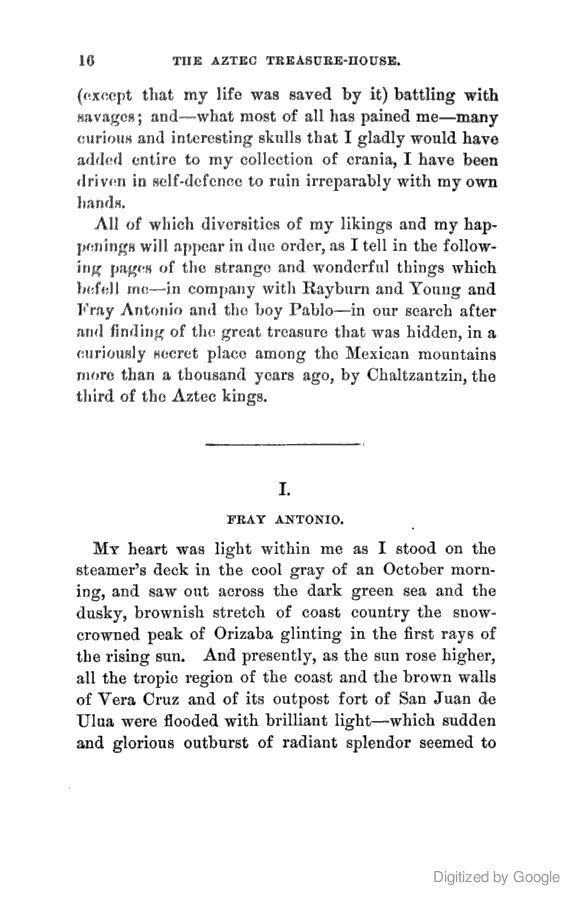 16 THE AZTEC TREASURE-HOUSE.
(except that my life was saved by it) battling with
savages; and—what most of all has pained me—many
curious and interesting skulls that I gladly would have
added entire to my collection of crania, I have been
driven in self-defence to ruin irreparably with my own
hands.
All of which diversities of my likings and my hap-
penings will appear in due order, as I tell in the follow-
ing pages of the strange and wonderful things which
befell me—in company with Rayburn and Young and
Fray Antonio and the boy Pablo—in our search after
and finding of the great treasure that was hidden, in a
curiously secret place among the Mexican mountains
more than a thousand years ago, by Chaltzantzin, the
third of the Aztec kings.
I.
FRAY ANTONIO.
My heart was light within me as I stood on the
steamer's deck in the cool gray of an October morn-
ing, and saw out across the dark green sea and the
dusky, brownish stretch of coast country the snow-
crowned peak of Orizaba glinting in the first rays of
the rising sun. And presently, as the sun rose higher,
all the tropic region of the coast and the brown walls
of Vera Cruz and of its outpost fort of San Juan de
Ulua were flooded with brilliant light—which sudden
and glorious outburst of radiant splendor seemed to
Digitized by Google